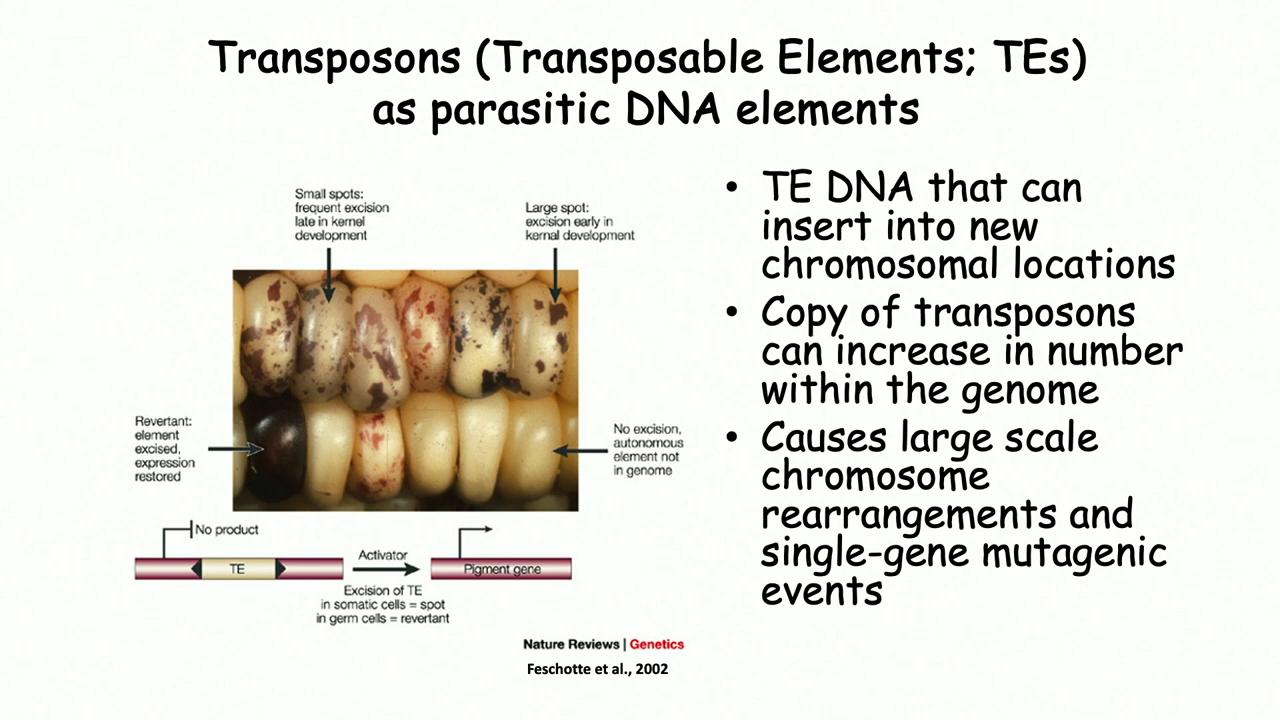 Transposons (Transposable Elements; TEs)
as parasitic DNA elements
Small spots:
frequent excision
late in kernel
development
Large spot:
excision early in
kernal development
Revertant:
element
excised,
expression
restored
No excision,
autonomous
element not
in genome
No product
TE
Activator
Excision of TE
in somatic cells = spot
in germ cells = revertant
Pigment gene
Nature Reviews | Genetics
Feschotte et al., 2002
• TE DNA that can
insert into new
chromosomal locations
• Copy of transposons
can increase in number
within the genome
• Causes large scale
chromosome
rearrangements and
single-gene mutagenic
events